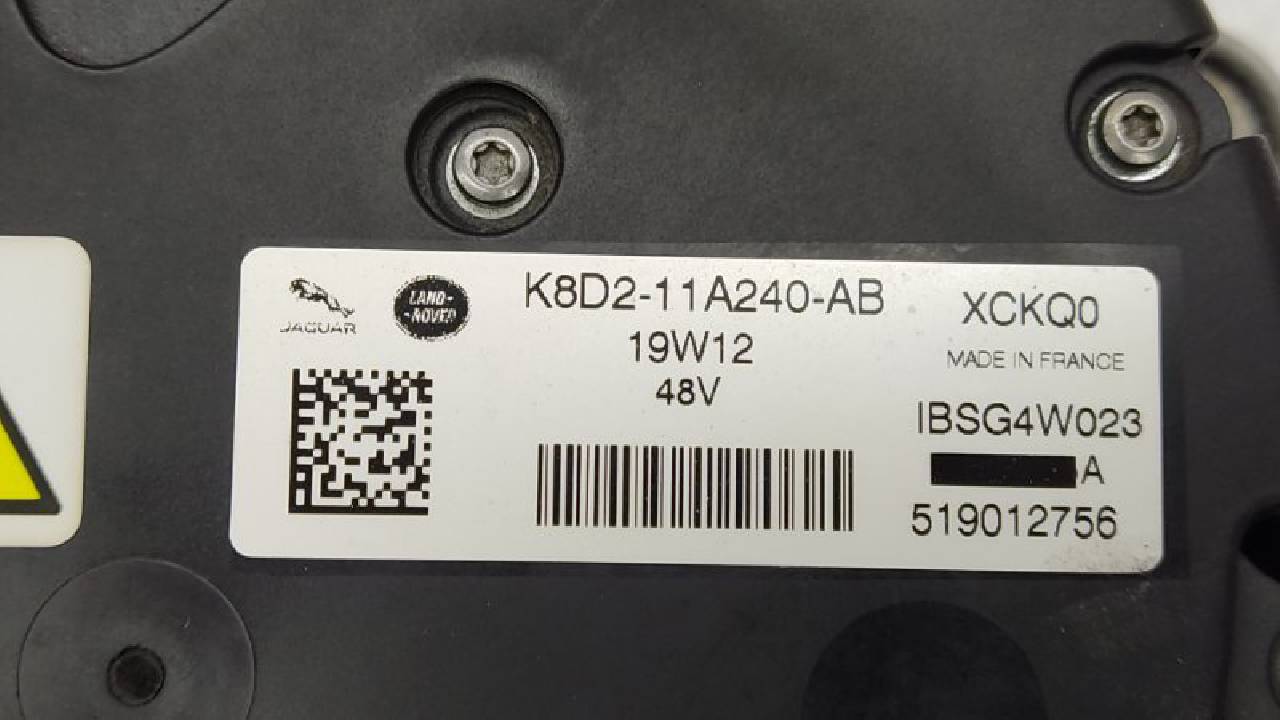 JAGUAR
LAND-
-ROVER
K8D2-11A240-AB
19W12
48V
XCKQ0
MADE IN FRANCE
IBSG4W023
A
519012756